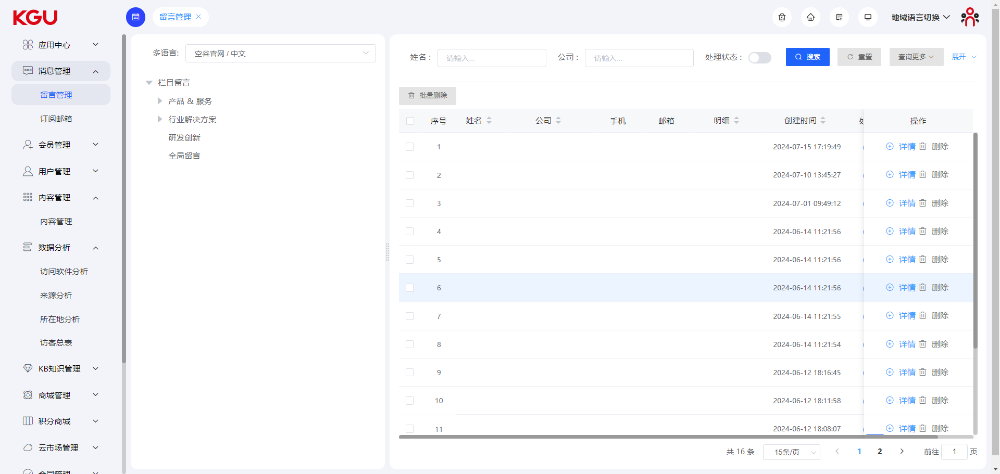 KGU
留言管理
地域语言切换
应用中心
消息管理
留言管理
订阅邮箱
会员管理
用户管理
内容管理
内容管理
数据分析
访问软件分析
来源分析
所在地分析
访客总表
KB知识管理
商城管理
积分商城
云市场管理
多语言: 空谷官网 / 中文
栏目留言
产品 & 服务
行业解决方案
研发创新
全局留言
姓名： 请输入... 公司： 请输入... 处理状态： 搜索 重置 查询更多 展开
批量删除
序号 姓名 公司 手机 邮箱 明细 创建时间 操作
1 2024-07-15 17:19:49 详情 删除
2 2024-07-10 13:45:27 详情 删除
3 2024-07-01 09:49:12 详情 删除
4 2024-06-14 11:21:56 详情 删除
5 2024-06-14 11:21:56 详情 删除
6 2024-06-14 11:21:56 详情 删除
7 2024-06-14 11:21:55 详情 删除
8 2024-06-14 11:21:54 详情 删除
9 2024-06-12 18:16:45 详情 删除
10 2024-06-12 18:11:58 详情 删除
11 2024-06-12 18:08:07 详情 删除
共 16 条 15条/页 1 2 前往 1 页